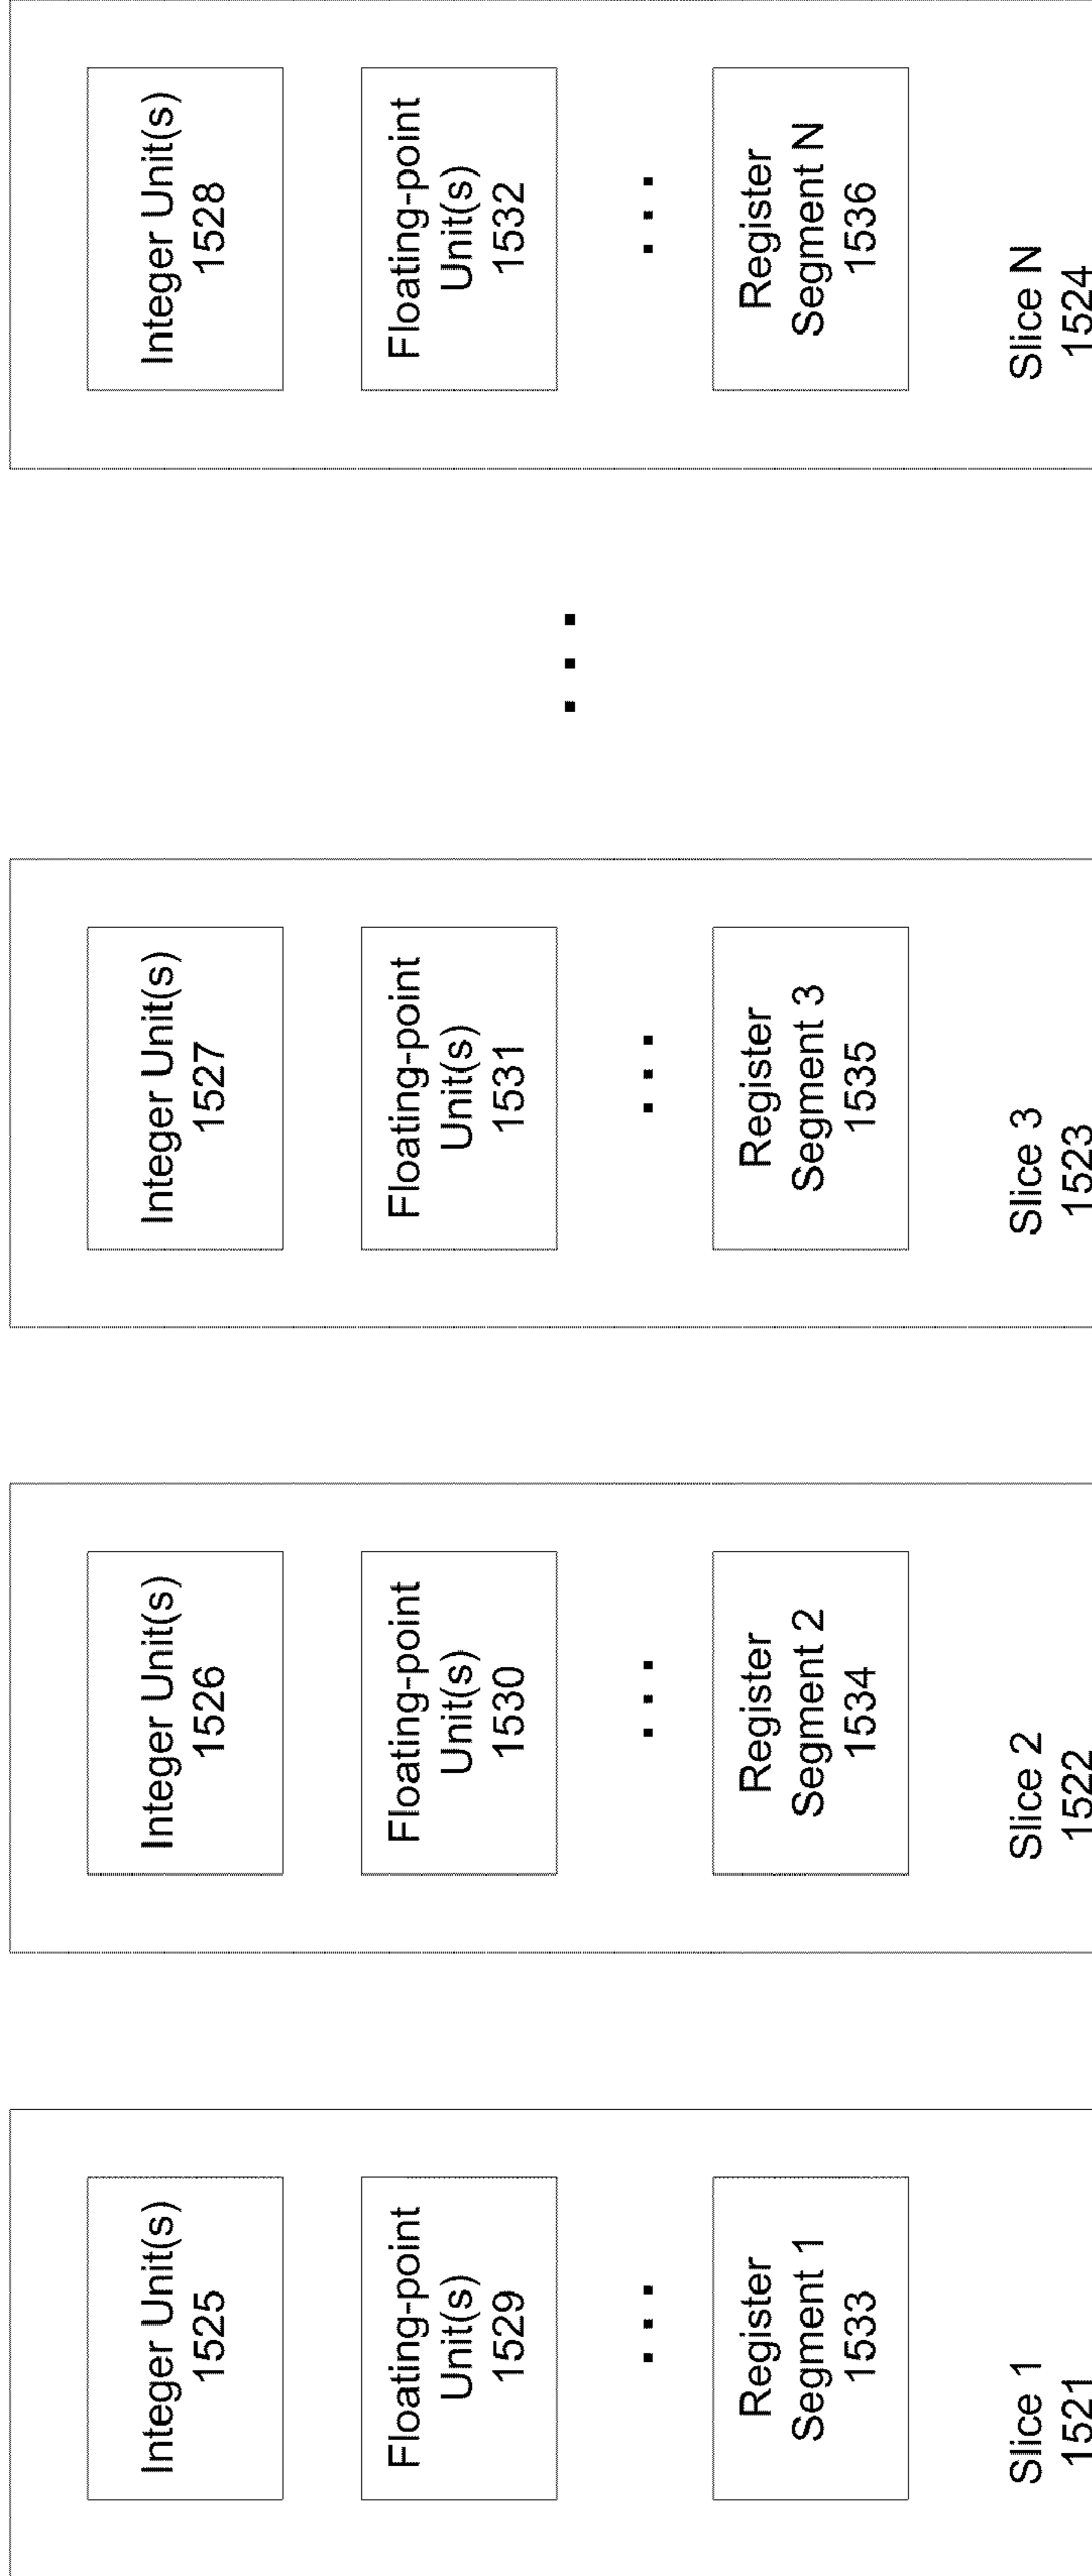 Integer Unit(s)
1525
Floating-point
Unit(s)
1529
Register
Segment 1
1533
Slice 1
1521
Integer Unit(s)
1526
Floating-point
Unit(s)
1530
Register
Segment 2
1534
Slice 2
1522
Integer Unit(s)
1527
Floating-point
Unit(s)
1531
Register
Segment 3
1535
Slice 3
1523
Integer Unit(s)
1528
Floating-point
Unit(s)
1532
Register
Segment N
1536
Slice N
1524